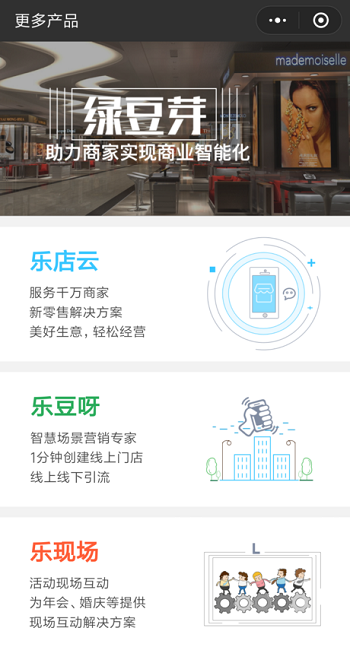 更多产品
mademoiselle
绿豆芽
助力商家实现商业智能化
乐店云
服务千万商家
新零售解决方案
美好生意，轻松经营
乐豆呀
智慧场景营销专家
1分钟创建线上门店
线上线下引流
乐现场
活动现场互动
为年会、婚庆等提供
现场互动解决方案
L